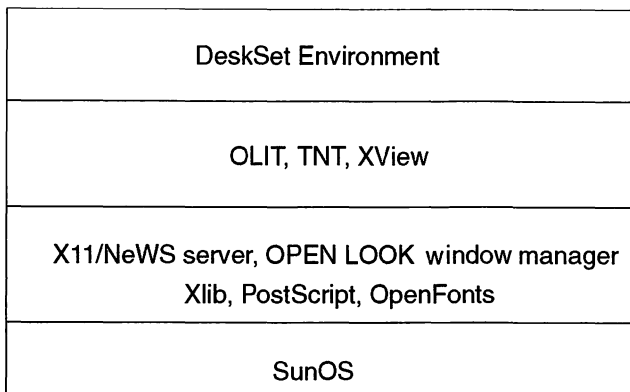 DeskSet Environment
OLIT, TNT, XView
X11/NeWS server, OPEN LOOK window manager
Xlib, PostScript, OpenFonts
SunOS